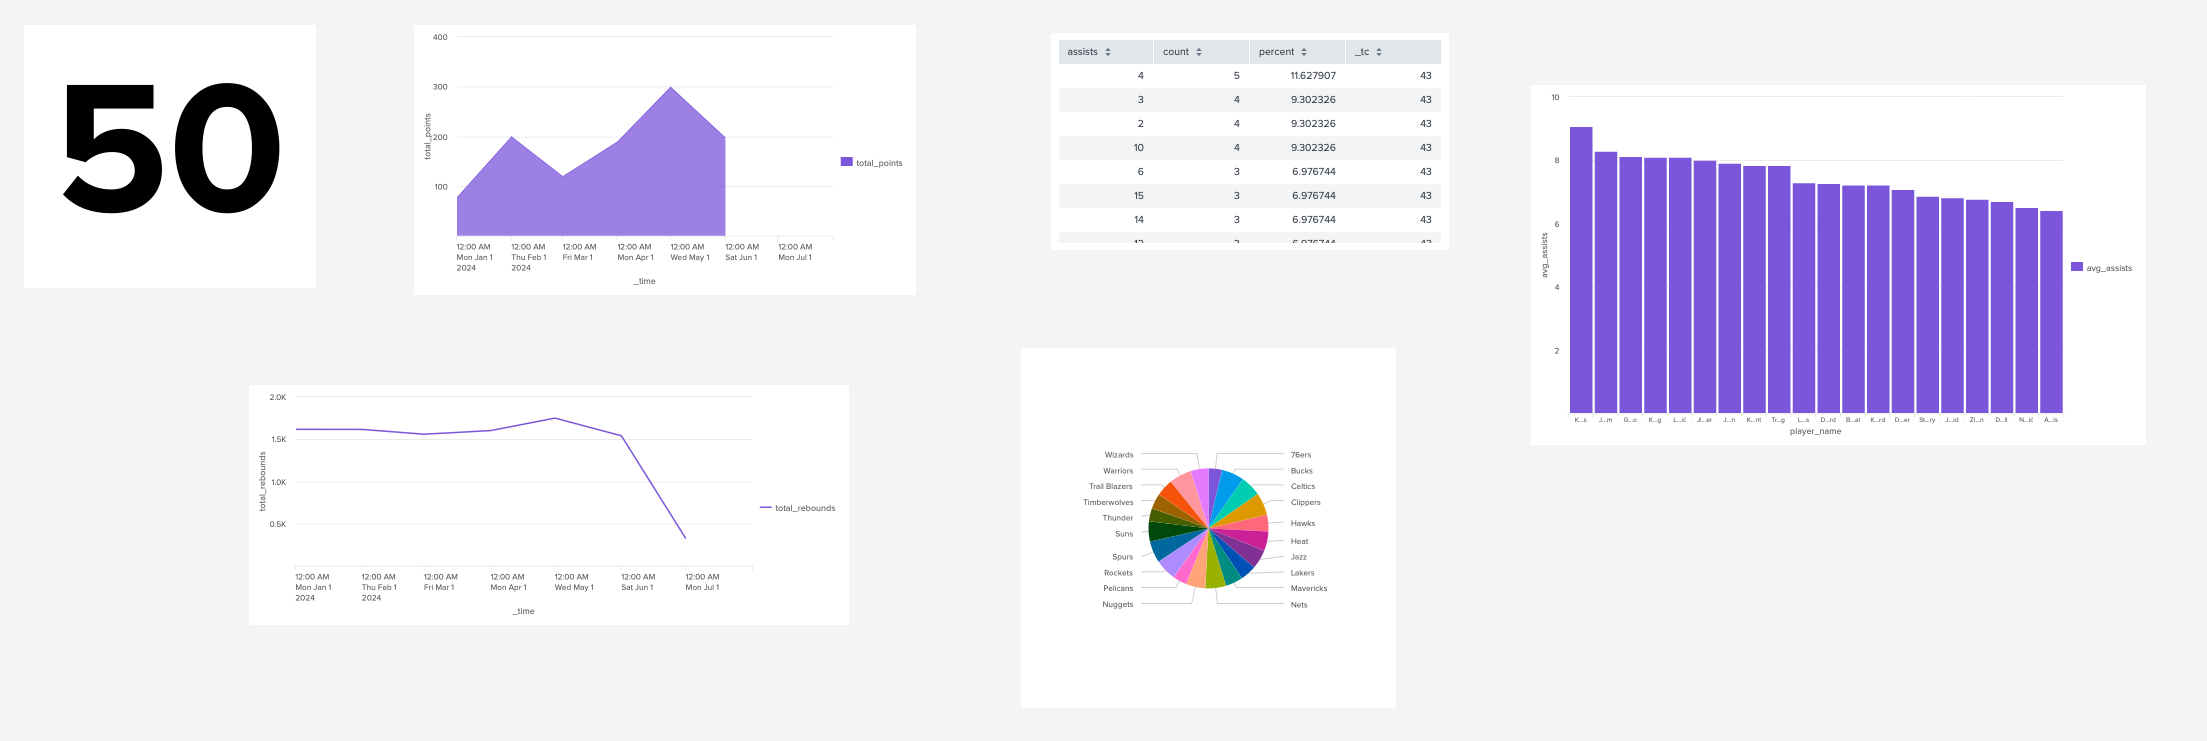 50
400
300
200
100
total_points
12:00 AM
Mon Jan 1
2024
12:00 AM
Thu Feb 1
2024
12:00 AM
Fri Mar 1
12:00 AM
Mon Apr 1
12:00 AM
Wed May 1
12:00 AM
Sat Jun 1
12:00 AM
Mon Jul 1
_time
total_points
assists count percent _tc
4 5 11.627907 43
3 4 9.302326 43
2 4 9.302326 43
10 4 9.302326 43
6 3 6.976744 43
15 3 6.976744 43
14 3 6.976744 43
10
8
6
4
2
avg_assists
K...s J...m G...o K...g L...ić Ji...er J...n K...nt Tr...g L...s D...rd B...al K...rd D...er St...ry J...id Zi...n D...ll N...ić A...is
player_name
avg_assists
2.0K
1.5K
1.0K
0.5K
total_rebounds
12:00 AM
Mon Jan 1
2024
12:00 AM
Thu Feb 1
2024
12:00 AM
Fri Mar 1
12:00 AM
Mon Apr 1
12:00 AM
Wed May 1
12:00 AM
Sat Jun 1
12:00 AM
Mon Jul 1
_time
total_rebounds
Wizards
Warriors
Trail Blazers
Timberwolves
Thunder
Suns
Spurs
Rockets
Pelicans
Nuggets
76ers
Bucks
Celtics
Clippers
Hawks
Heat
Jazz
Lakers
Mavericks
Nets